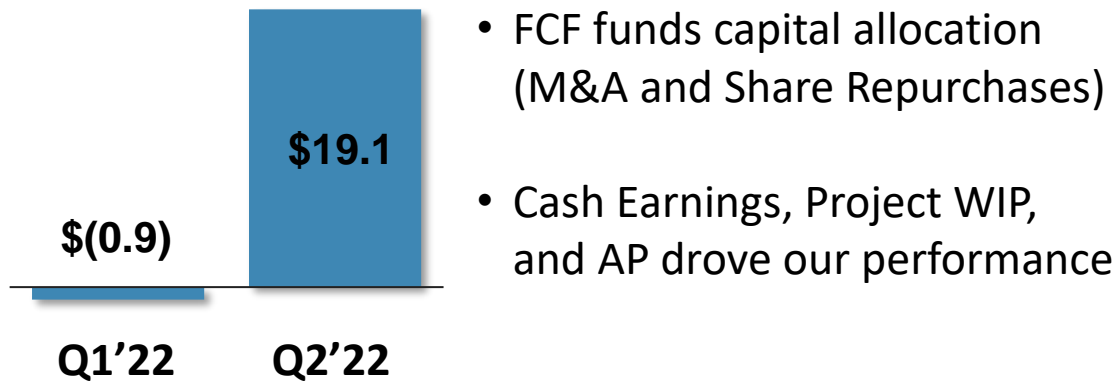 $(0.9)
$19.1
Q1’22
Q2’22
• FCF funds capital allocation
(M&A and Share Repurchases)
• Cash Earnings, Project WIP,
and AP drove our performance